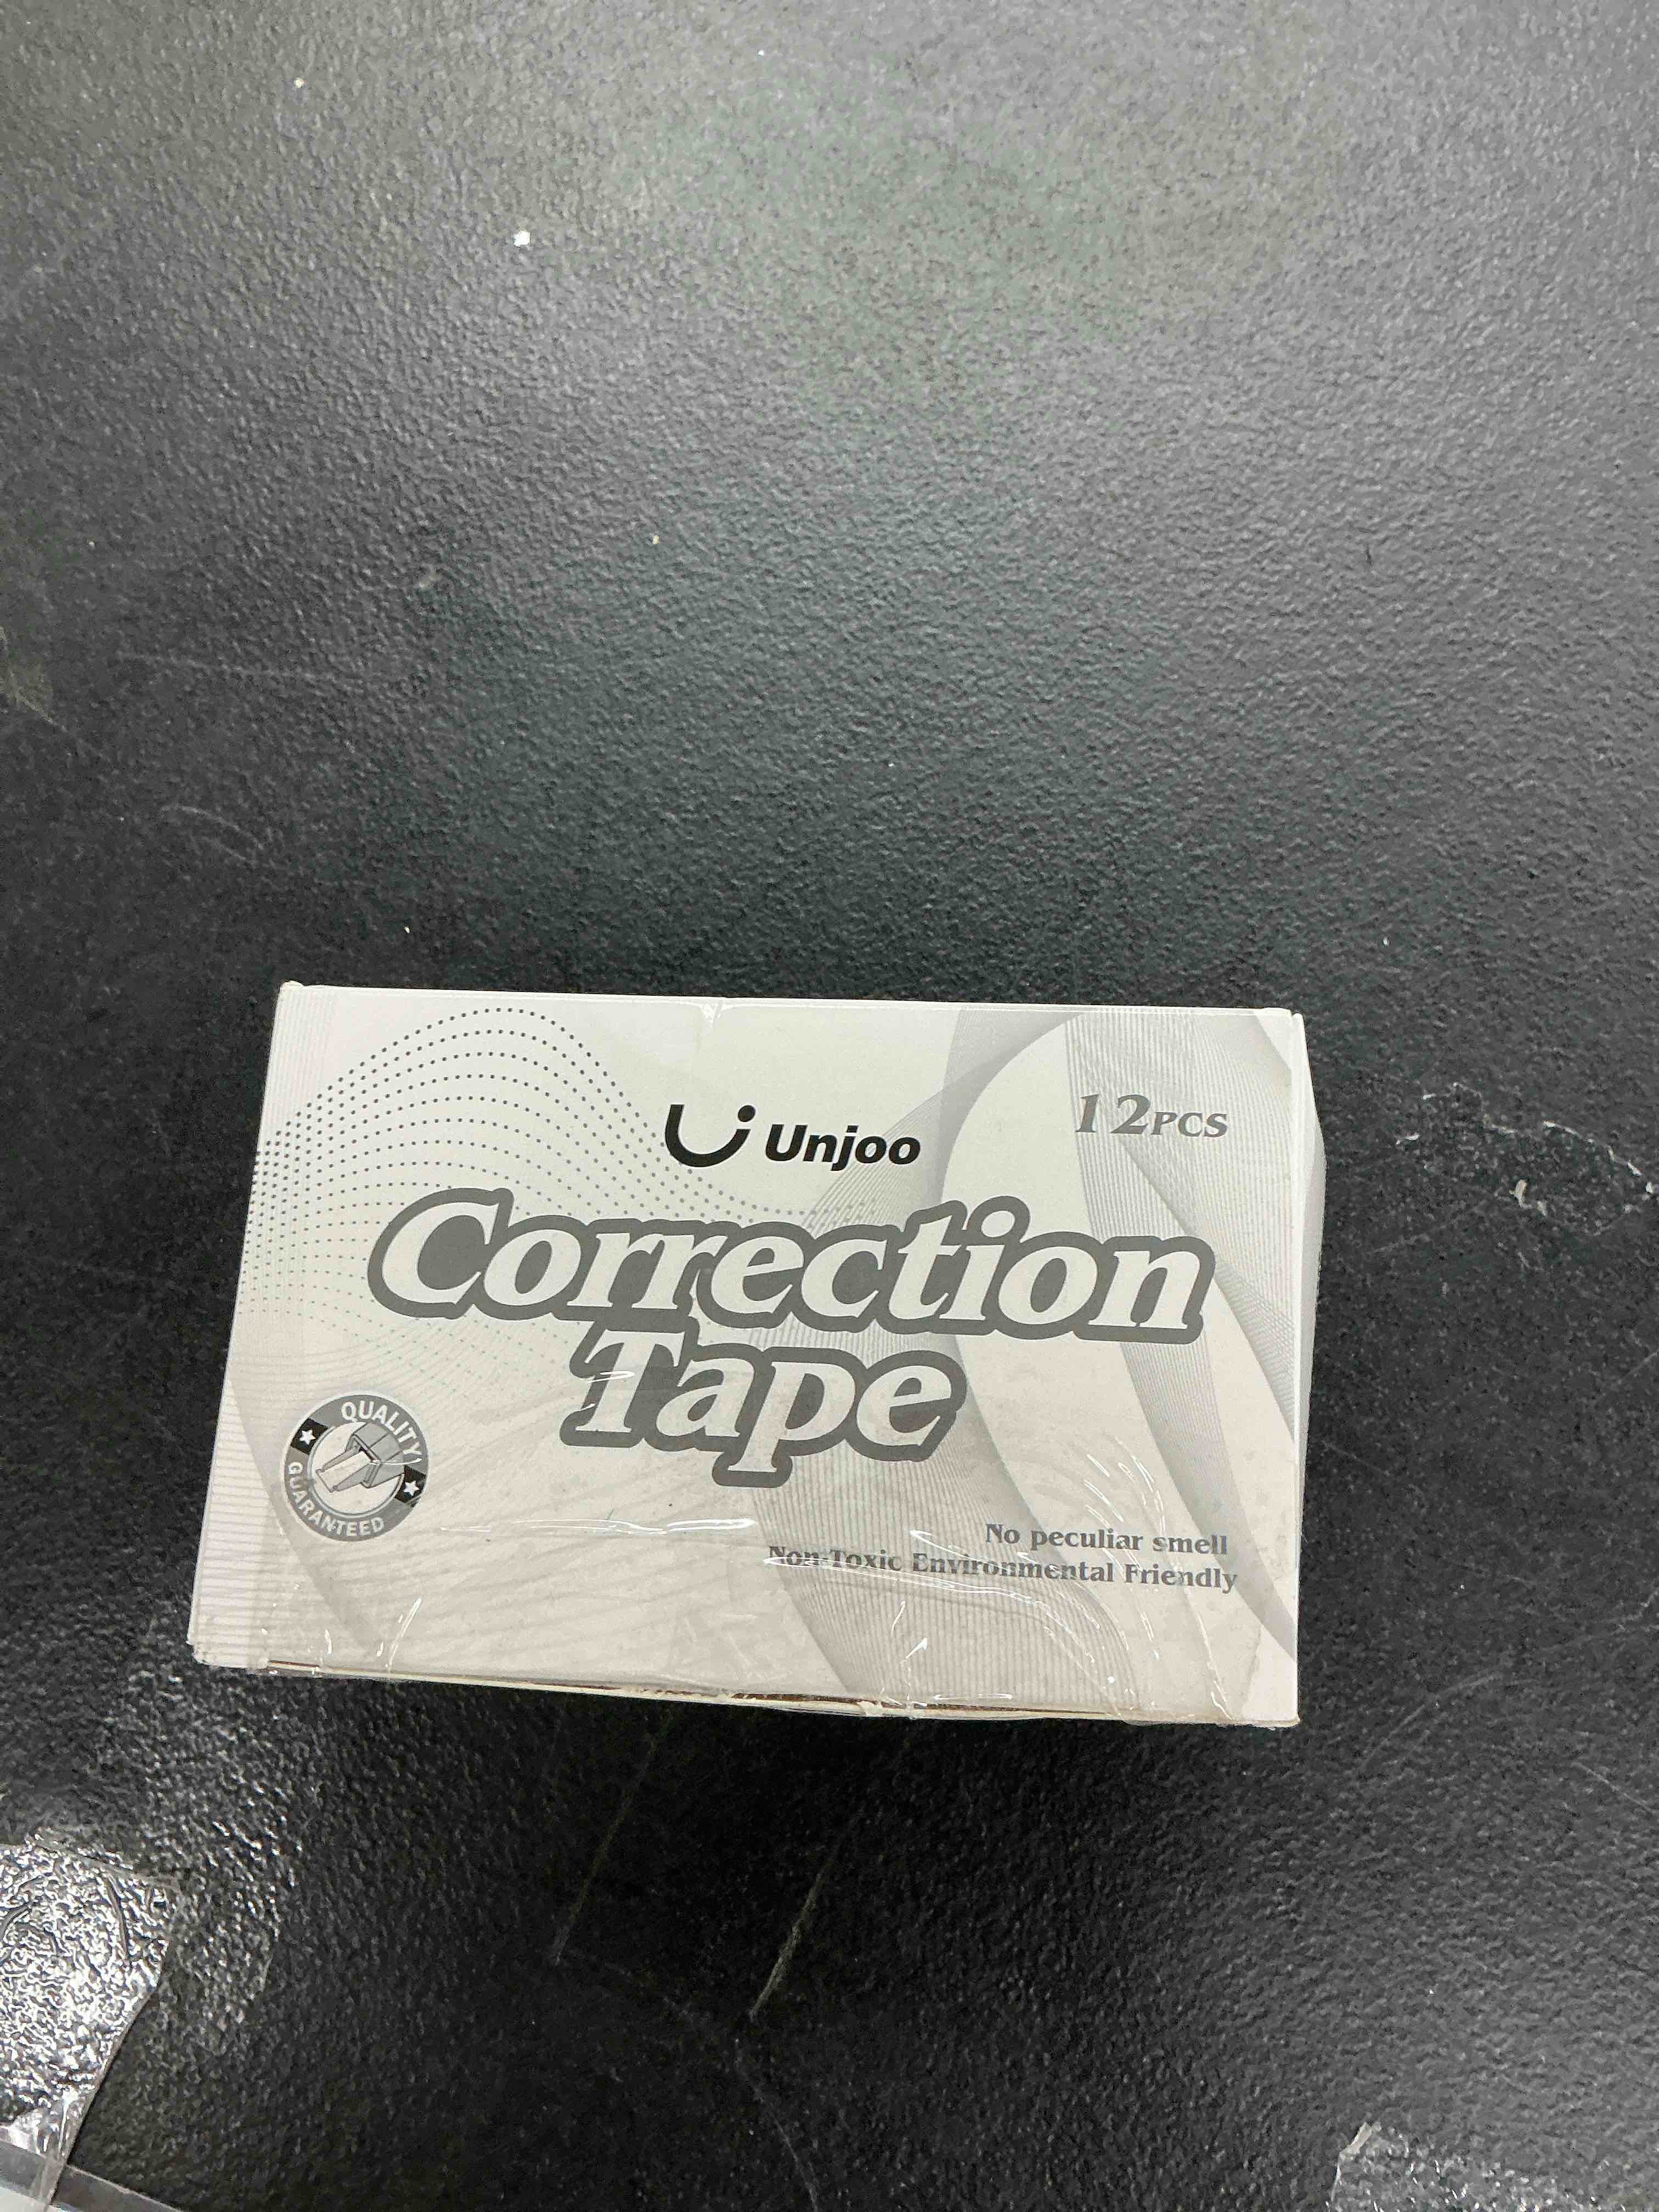 Unjoo
12PCS
Correction
Tape
QUALITY
GUARANTEED
No peculiar smell
Non-Toxic Environmental Friendly